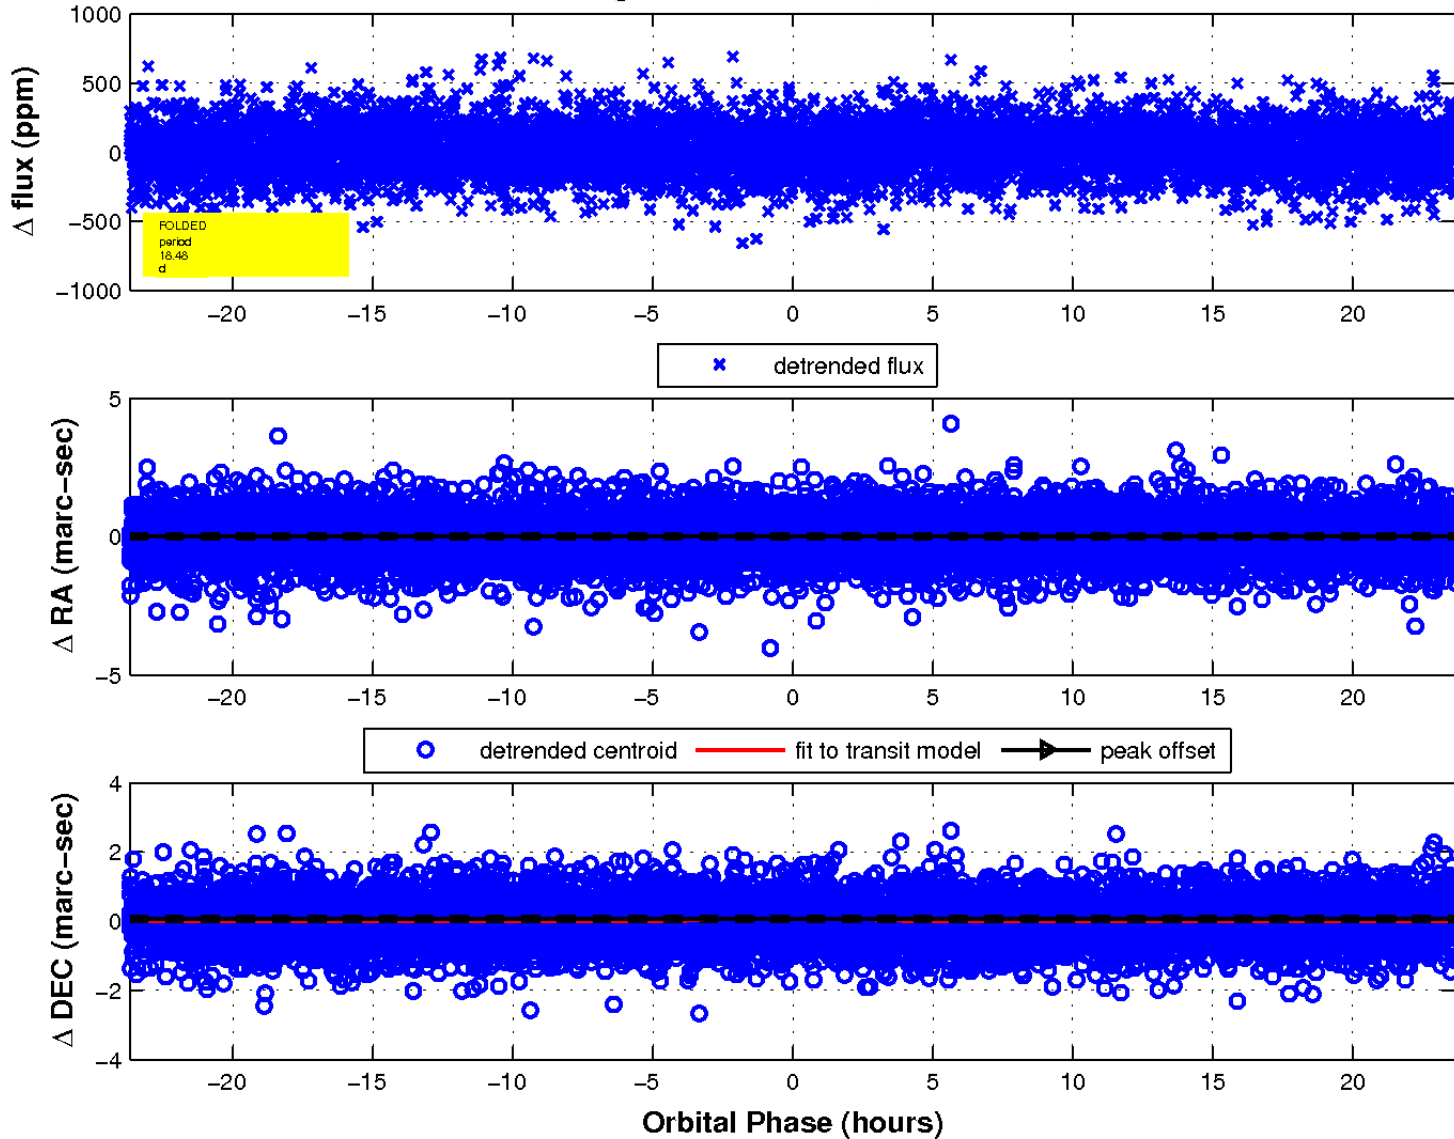 1000
500
0
−500
−1000
Δ flux (ppm)
FOLDED
period
18.48
d
−20 −15 −10 −5 0 5 10 15 20
detrended flux
5
0
−5
Δ RA (marc−sec)
−20 −15 −10 −5 0 5 10 15 20
detrended centroid fit to transit model peak offset
4
2
0
−2
−4
Δ DEC (marc−sec)
−20 −15 −10 −5 0 5 10 15 20
Orbital Phase (hours)